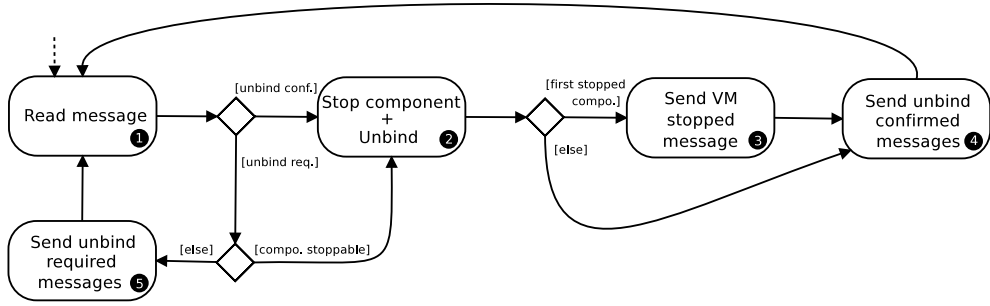 Read message
1
[unbind conf.]
[unbind req.]
Stop component
+
Unbind
2
[first stopped
compo.]
[else]
Send VM
stopped
message
3
Send unbind
confirmed
messages
4
Send unbind
required
messages
5
[else]
[compo. stoppable]